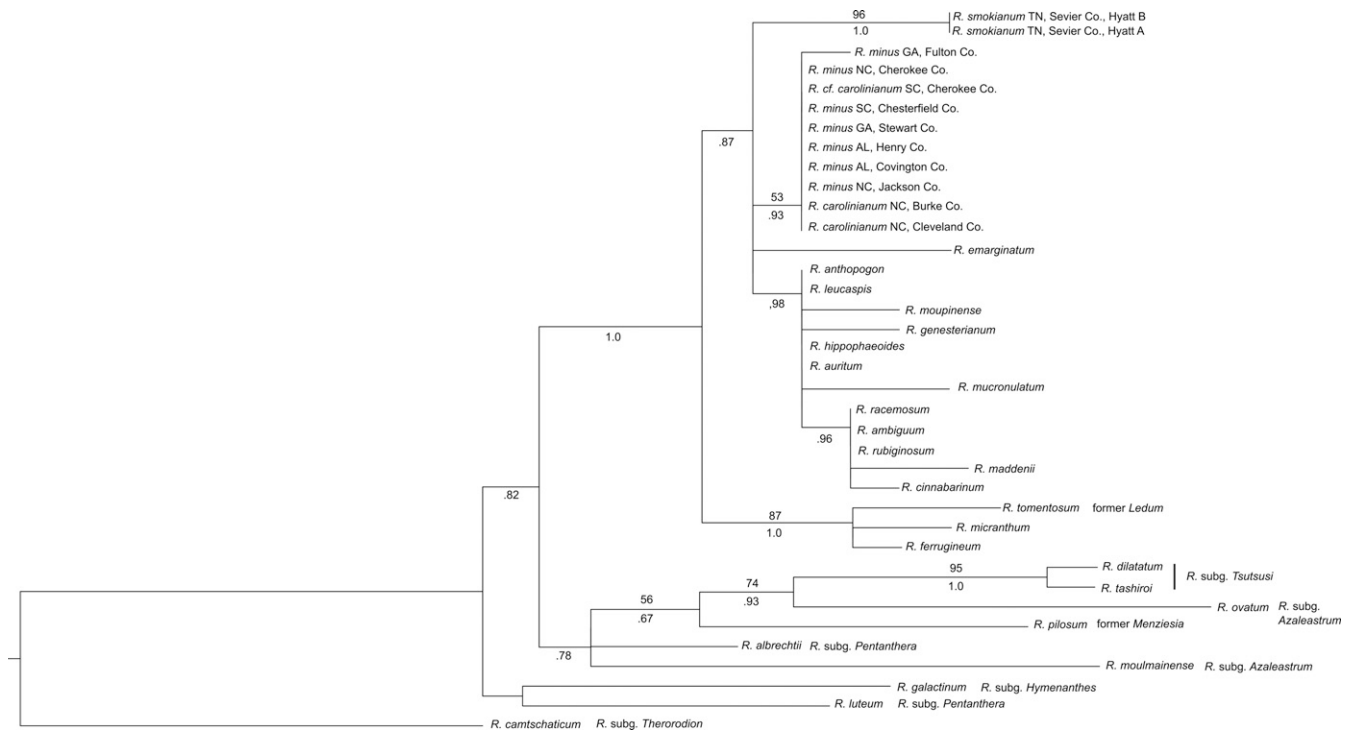 96
R. smokianum TN, Sevier Co., Hyatt B
1.0
R. smokianum TN, Sevier Co., Hyatt A
R. minus GA, Fulton Co.
R. minus NC, Cherokee Co.
R. cf. carolinianum SC, Cherokee Co.
R. minus SC, Chesterfield Co.
R. minus GA, Stewart Co.
.87
R. minus AL, Henry Co.
R. minus AL, Covington Co.
R. minus NC, Jackson Co.
53
R. carolinianum NC, Burke Co.
.93
R. carolinianum NC, Cleveland Co.
R. emarginatum
R. anthopogon
R. leucaspis
,98
R. moupinense
R. genesterianum
1.0
R. hippophaeoides
R. auritum
R. mucronulatum
R. racemosum
R. ambiguum
.96
R. rubiginosum
R. maddenii
R. cinnabarinum
.82
R. tomentosum former Ledum
87
1.0
R. micranthum
R. ferrugineum
95
R. dilatatum
R. subg. Tsutsusi
74
1.0
R. tashiroi
56
.93
R. ovatum R. subg.
Azaleastrum
.67
R. pilosum former Menziesia
R. albrechtii R. subg. Pentanthera
.78
R. moulmainense R. subg. Azaleastrum
R. galactinum R. subg. Hymenanthes
R. luteum R. subg. Pentanthera
R. camtschaticum R. subg. Therorodion